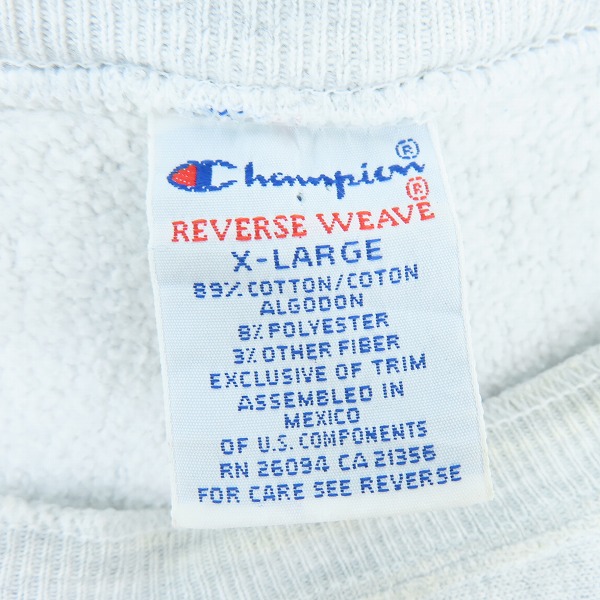 Champion®
REVERSE WEAVE®
X-LARGE
89% COTTON/COTON
ALGODON
8% POLYESTER
3% OTHER FIBER
EXCLUSIVE OF TRIM
ASSEMBLED IN
MEXICO
OF U.S. COMPONENTS
RN 26094 CA 21356
FOR CARE SEE REVERSE